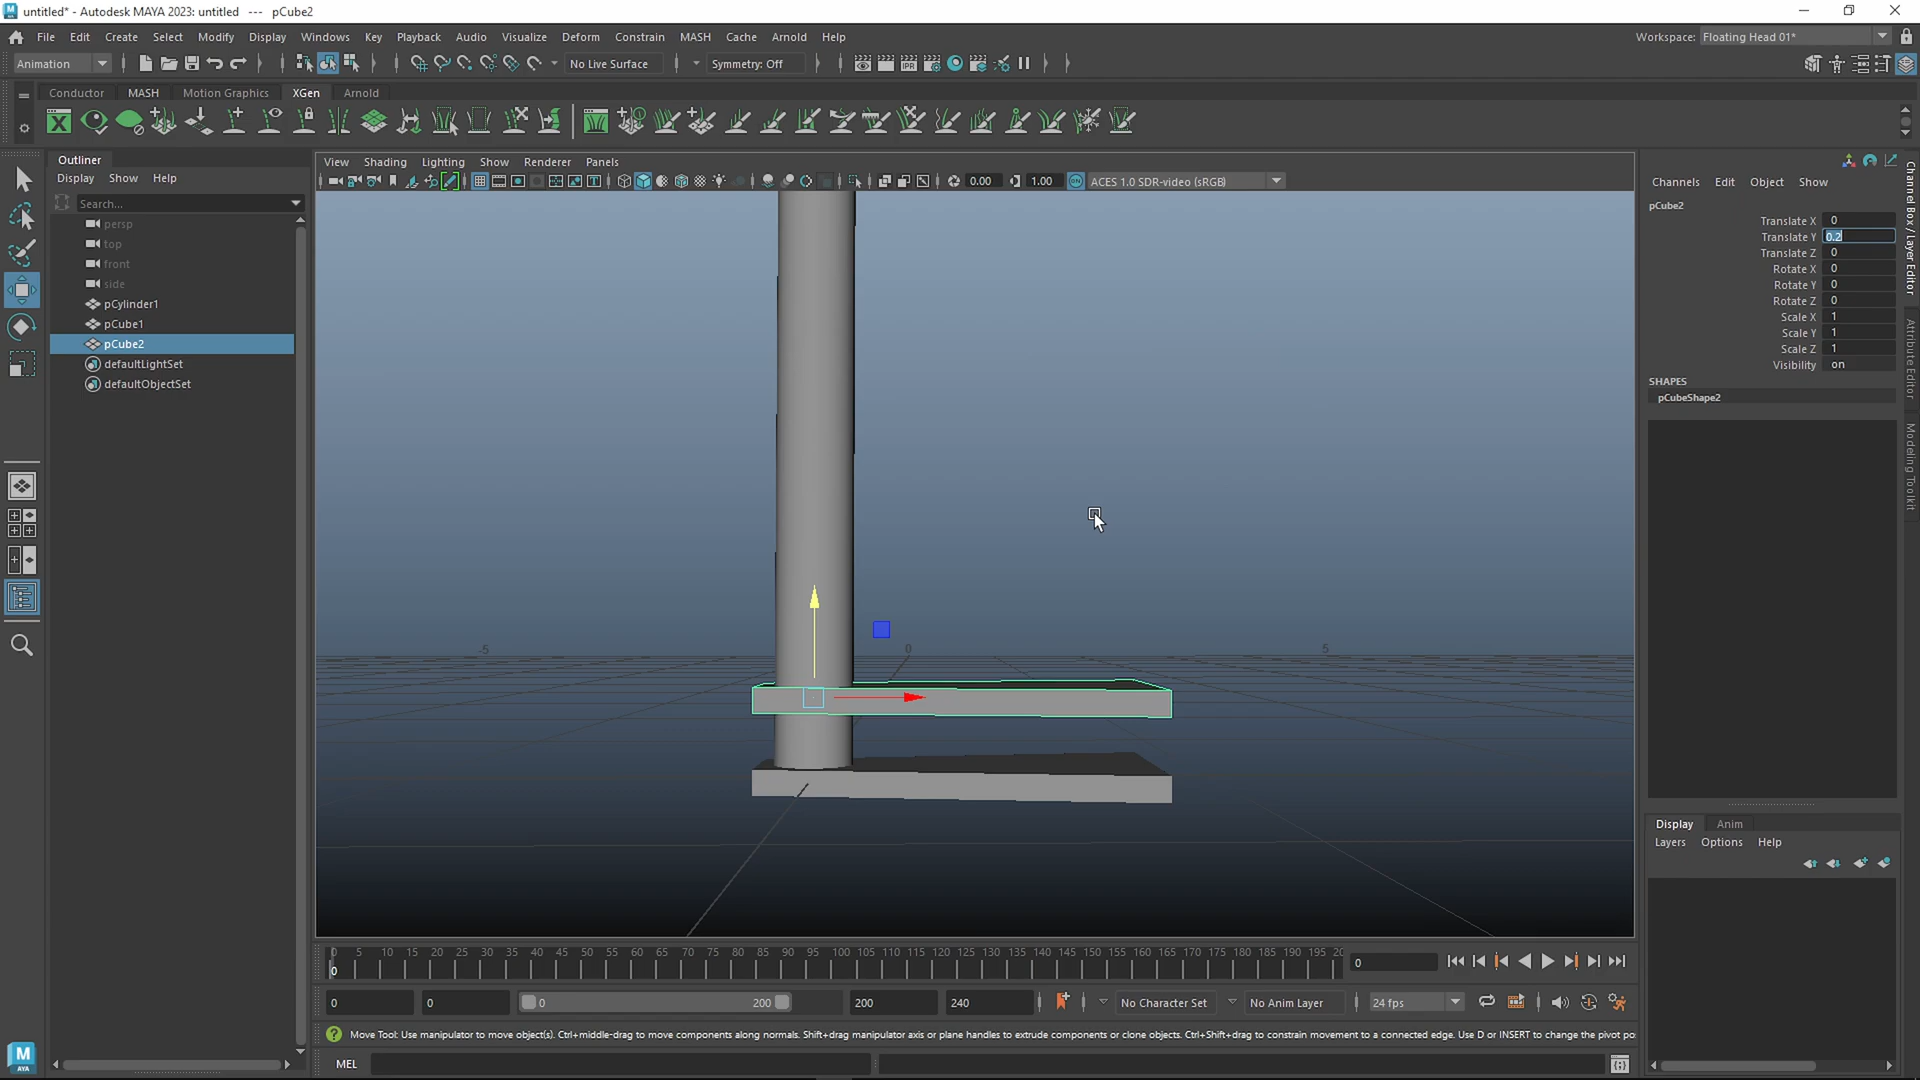 untitled* - Autodesk MAYA 2023: untitled --- pCube2
File Edit Create Select Modify Display Windows Key Playback Audio Visualize Deform Constrain MASH Cache Arnold Help
Workspace: Floating Head 01*
Animation
No Live Surface
Symmetry: Off
IPR
Conductor MASH Motion Graphics XGen Arnold
Outliner
Display Show Help
Search...
persp
top
front
side
pCylinder1
pCube1
pCube2
defaultLightSet
defaultObjectSet
View Shading Lighting Show Renderer Panels
0.00 1.00 ON ACES 1.0 SDR-video (sRGB)
-5 0 5
Channels Edit Object Show
pCube2
Translate X 0
Translate Y 0.2
Translate Z 0
Rotate X 0
Rotate Y 0
Rotate Z 0
Scale X 1
Scale Y 1
Scale Z 1
Visibility on
SHAPES
pCubeShape2
Channel Box / Layer Editor
Attribute Editor
Modeling Toolkit
Display Anim
Layers Options Help
0 5 10 15 20 25 30 35 40 45 50 55 60 65 70 75 80 85 90 95 100 105 110 115 120 125 130 135 140 145 150 155 160 165 170 175 180 185 190 195 20
0
0
0 0 0 200 200 240
No Character Set
No Anim Layer
24 fps
Move Tool: Use manipulator to move object(s). Ctrl+middle-drag to move components along normals. Shift+drag manipulator axis or plane handles to extrude components or clone objects. Ctrl+Shift+drag to constrain movement to a connected edge. Use D or INSERT to change the pivot po
M
AYA
MEL